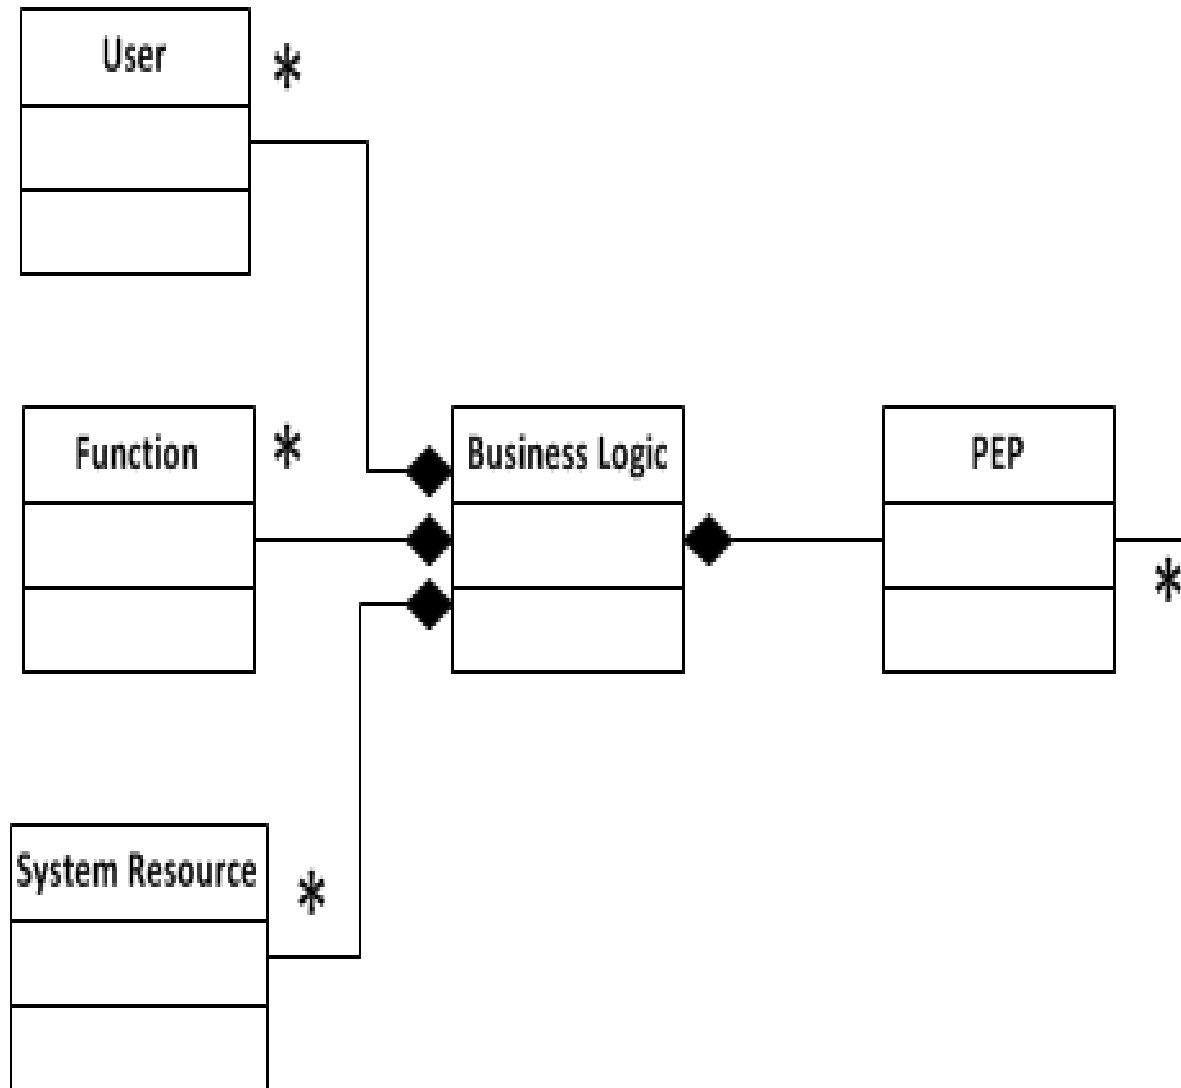 User
*
Function
*
Business Logic
PEP
*
System Resource
*